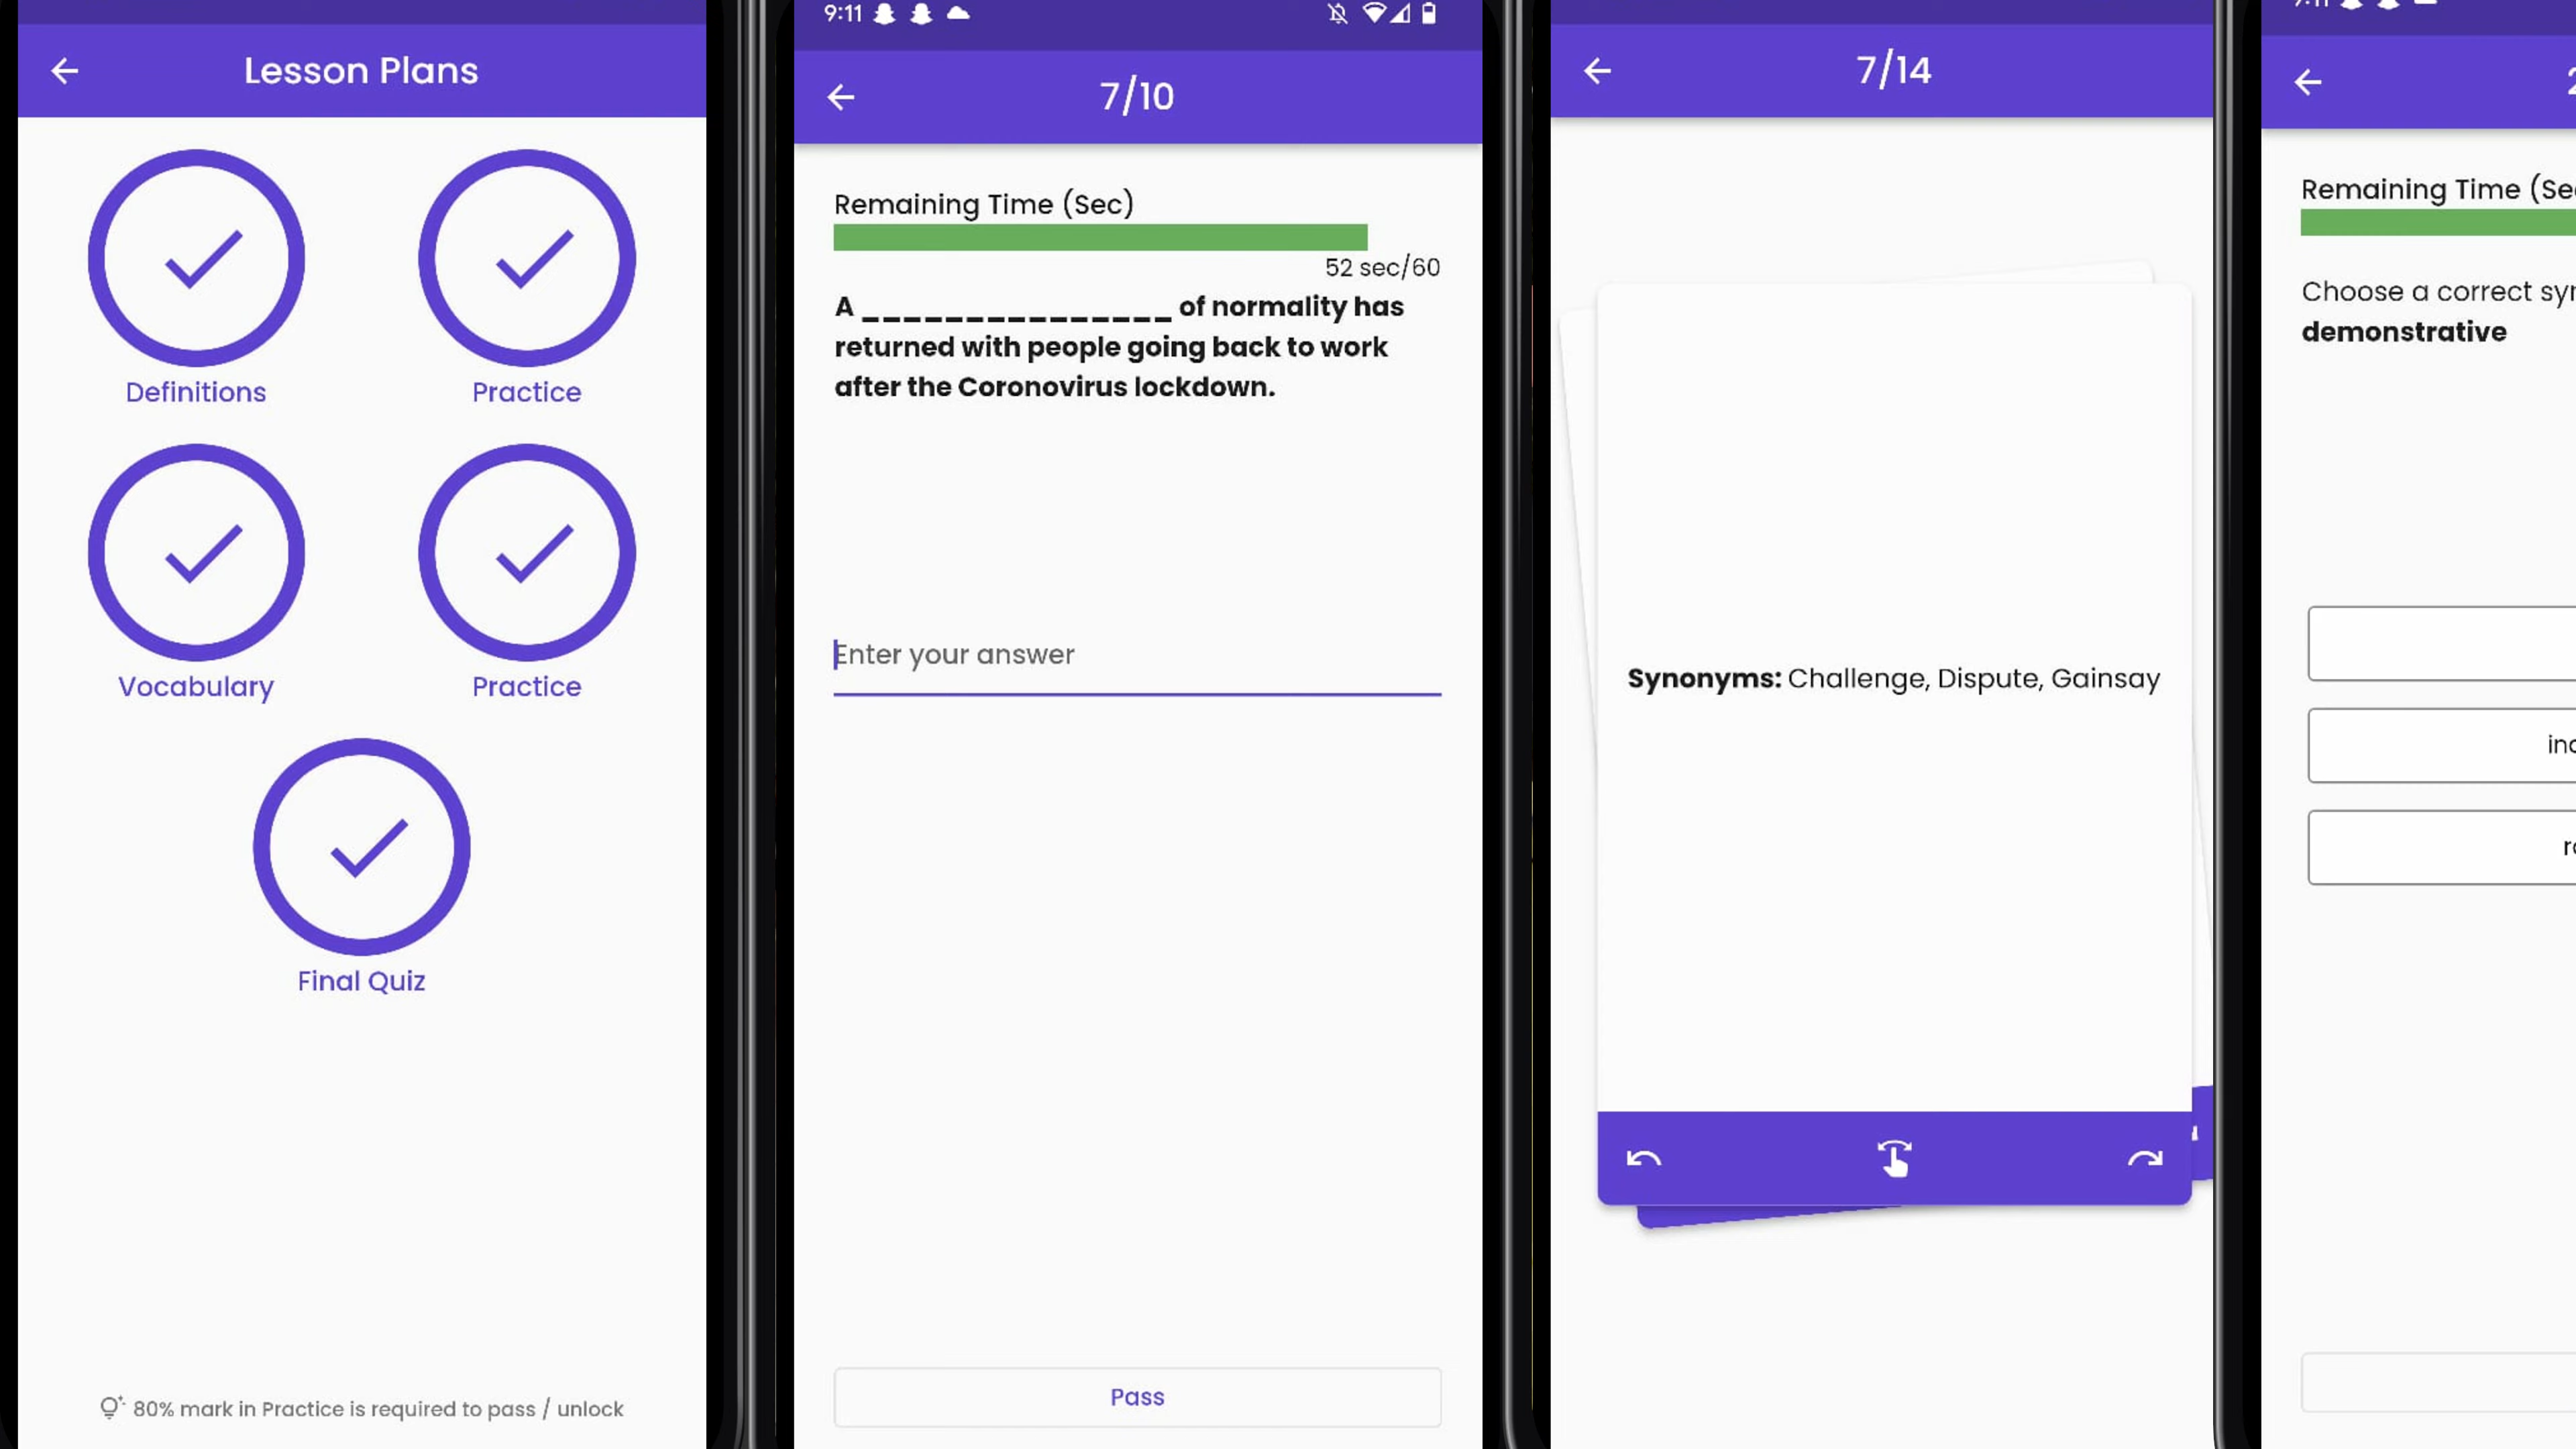 Lesson Plans
Definitions
Practice
Vocabulary
Practice
Final Quiz
80% mark in Practice is required to pass / unlock
9:11
7/10
Remaining Time (Sec)
52 sec/60
A _______________ of normality has
returned with people going back to work
after the Coronovirus lockdown.
Enter your answer
Pass
7/14
Synonyms: Challenge, Dispute, Gainsay
Remaining Time
Choose a correct
demonstrative